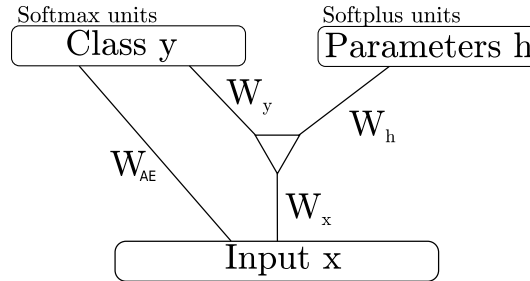 Softmax units
Softplus units
Class y
Parameters h
W_y
W_h
W_AE
W_x
Input x